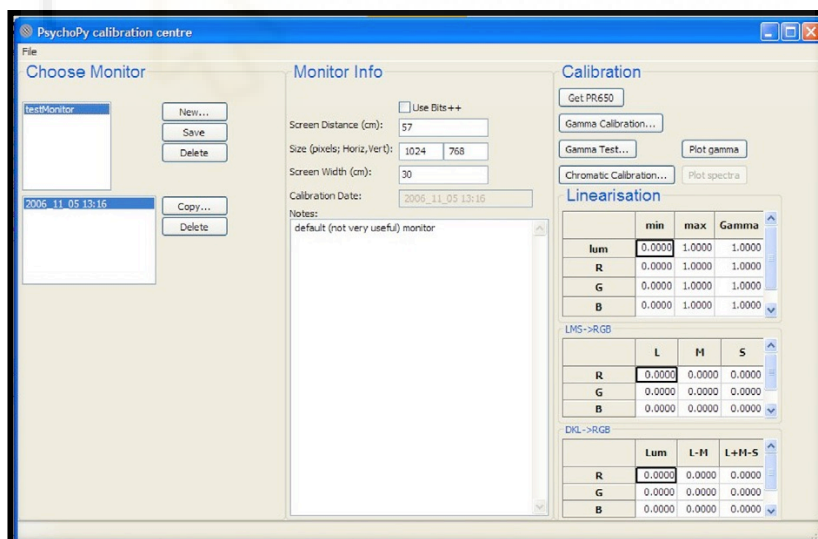 PsychoPy calibration centre
File
Choose Monitor
testMonitor
New...
Save
Delete
2006_11_05 13:16
Copy...
Delete
Monitor Info
Use Bits++
Screen Distance (cm): 57
Size (pixels; Horiz,Vert): 1024 768
Screen Width (cm): 30
Calibration Date: 2006_11_05 13:16
Notes:
default (not very useful) monitor
Calibration
Get PR650
Gamma Calibration...
Gamma Test... Plot gamma
Chromatic Calibration... Plot spectra
Linearisation
min max Gamma
lum 0.0000 1.0000 1.0000
R 0.0000 1.0000 1.0000
G 0.0000 1.0000 1.0000
B 0.0000 1.0000 1.0000
LMS->RGB
L M S
R 0.0000 0.0000 0.0000
G 0.0000 0.0000 0.0000
B 0.0000 0.0000 0.0000
DKL->RGB
Lum L-M L+M-S
R 0.0000 0.0000 0.0000
G 0.0000 0.0000 0.0000
B 0.0000 0.0000 0.0000